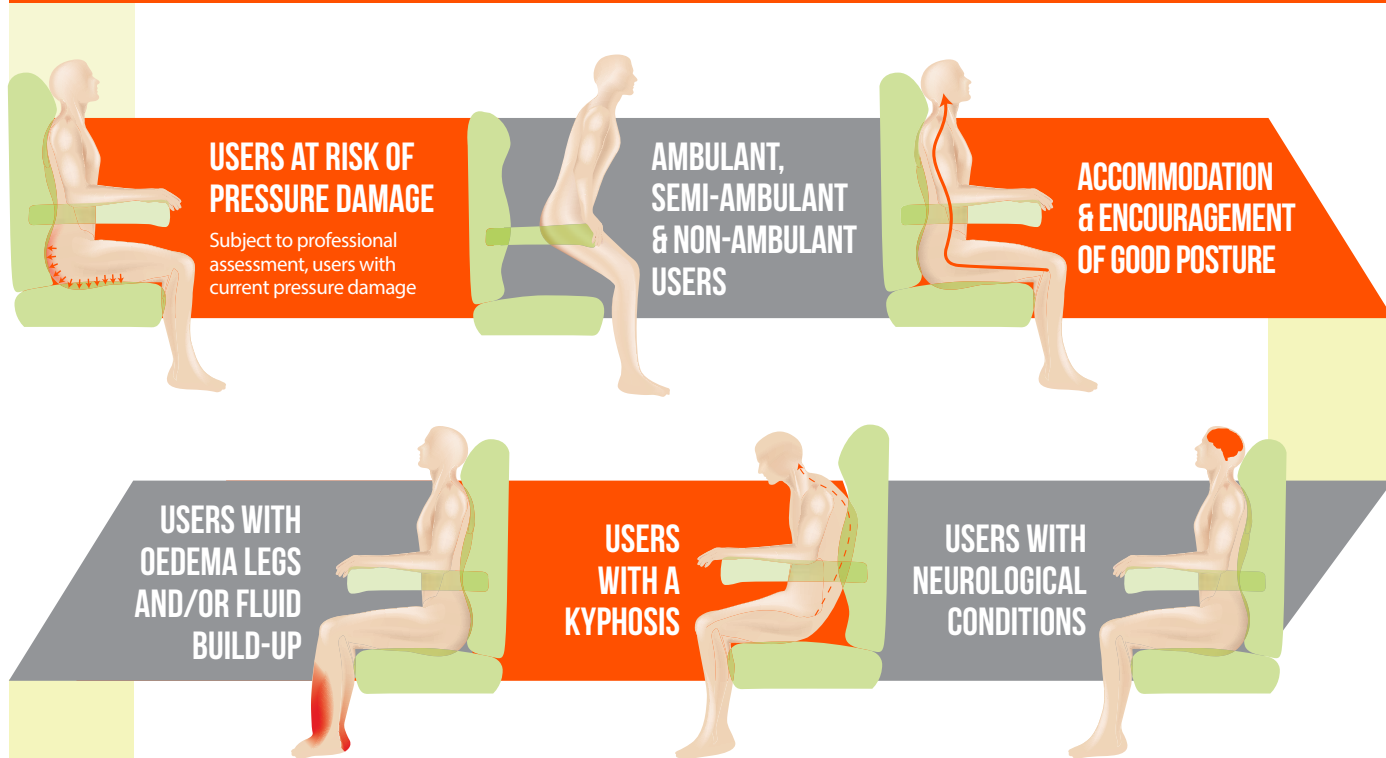 USERS AT RISK OF
PRESSURE DAMAGE
Subject to professional
assessment, users with
current pressure damage
AMBULANT,
SEMI-AMBULANT
& NON-AMBULANT
USERS
ACCOMMODATION
& ENCOURAGEMENT
OF GOOD POSTURE
USERS WITH
OEDEMA LEGS
AND/OR FLUID
BUILD-UP
USERS
WITH A
KYPHOSIS
USERS WITH
NEUROLOGICAL
CONDITIONS